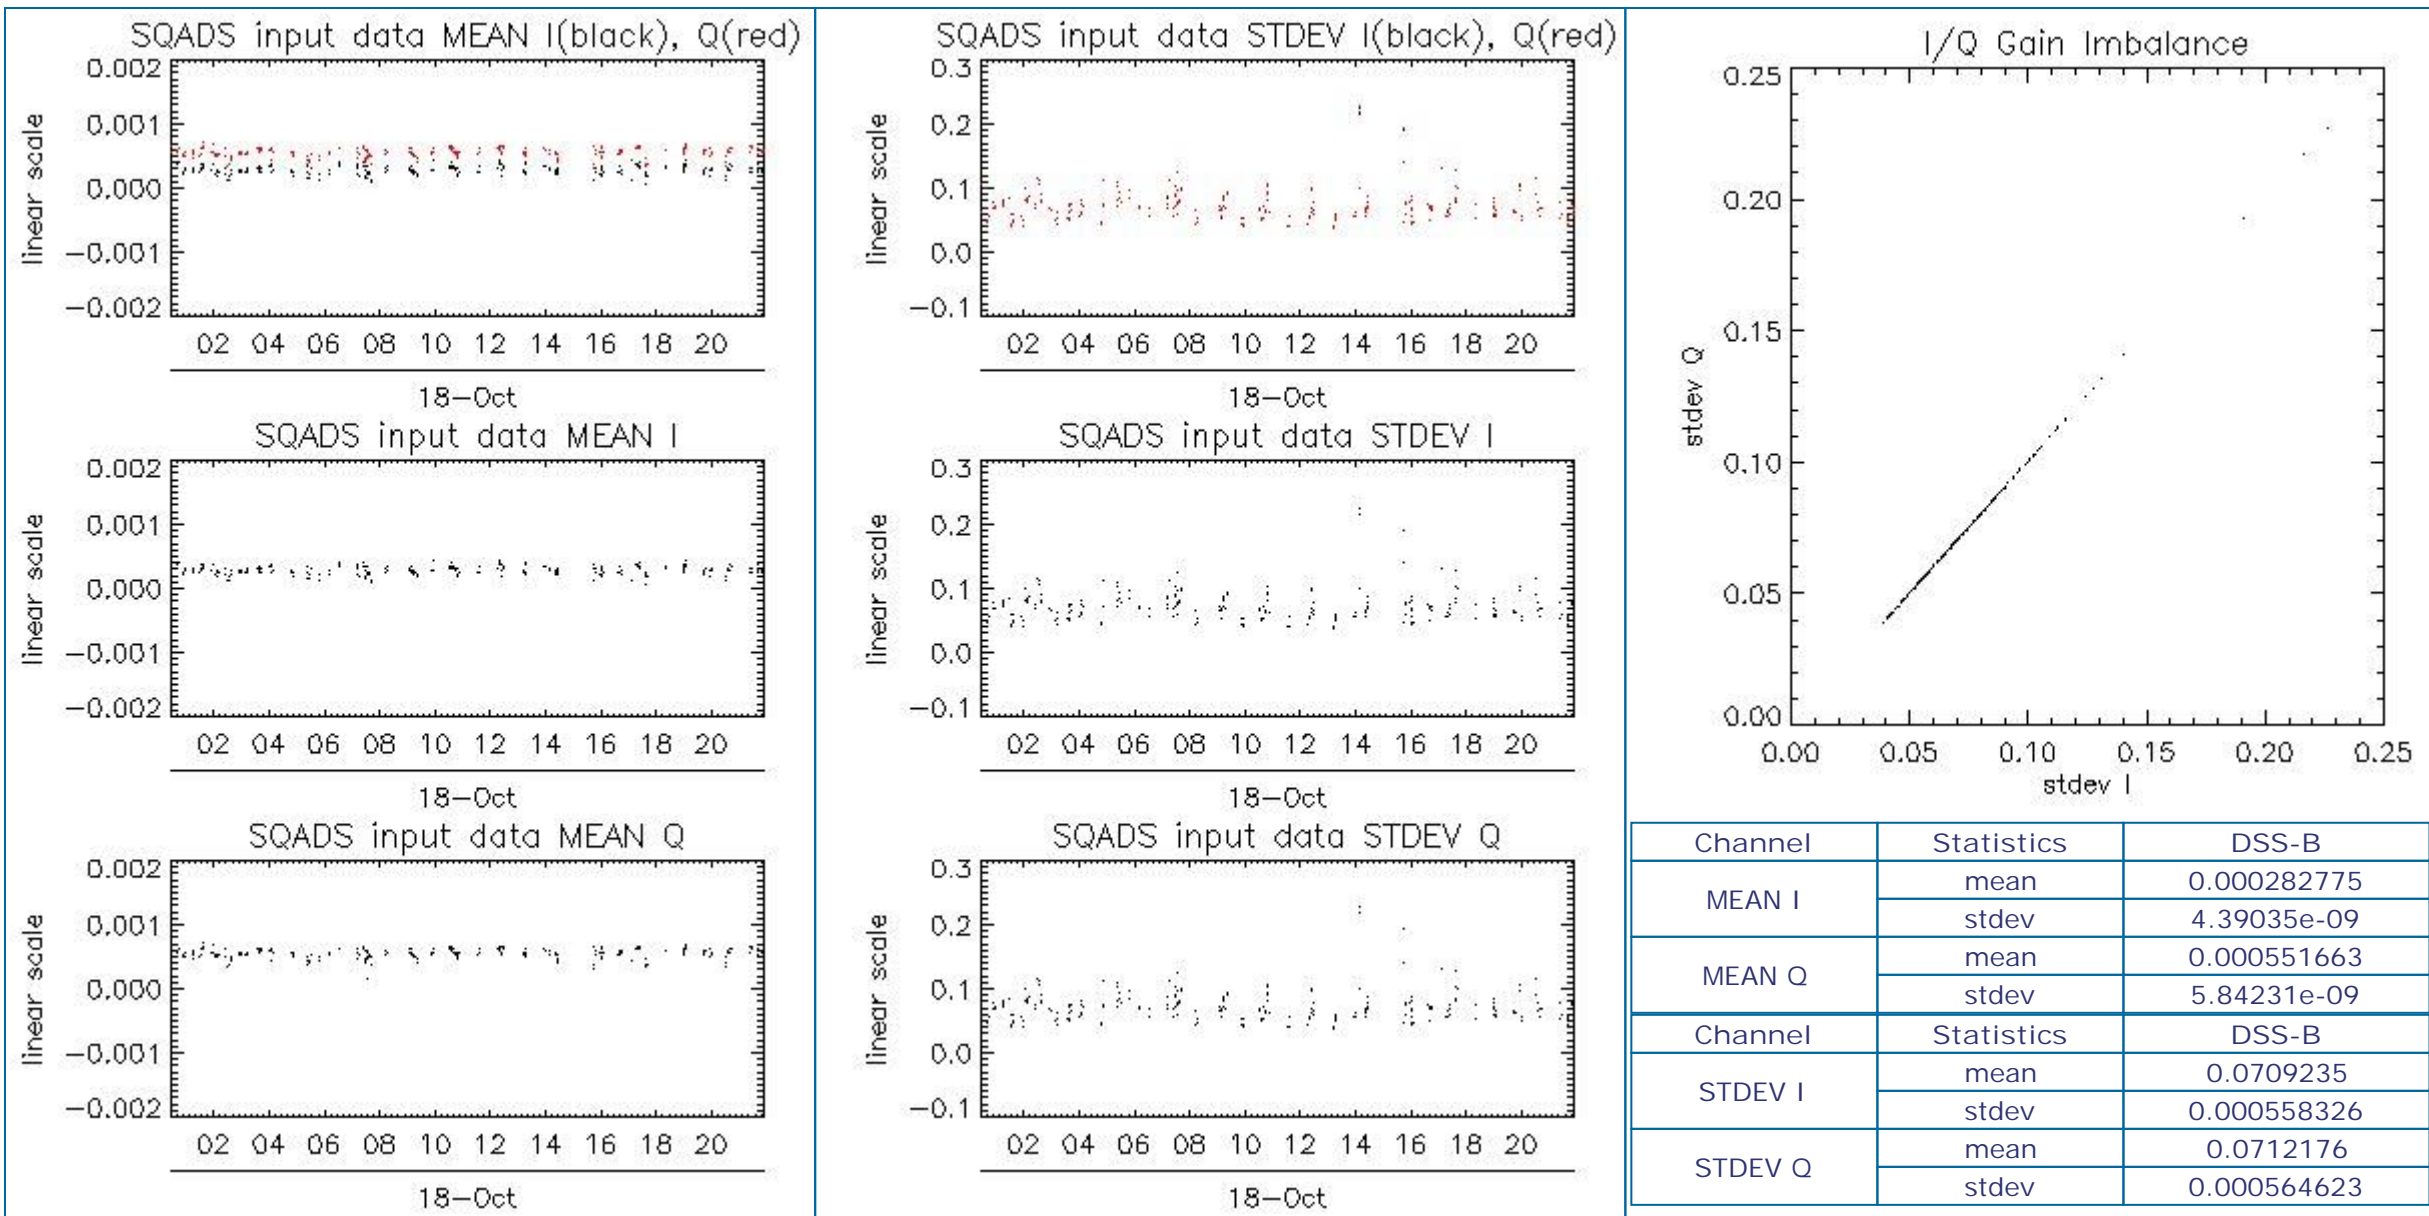 SQADS input data MEAN I(black), Q(red)
0.002
0.001
0.000
−0.001
−0.002
linear scale
02 04 06 08 10 12 14 16 18 20
18−Oct
SQADS input data MEAN I
0.002
0.001
0.000
−0.001
−0.002
linear scale
02 04 06 08 10 12 14 16 18 20
18−Oct
SQADS input data MEAN Q
0.002
0.001
0.000
−0.001
−0.002
linear scale
02 04 06 08 10 12 14 16 18 20
18−Oct
SQADS input data STDEV I(black), Q(red)
0.3
0.2
0.1
0.0
−0.1
linear scale
02 04 06 08 10 12 14 16 18 20
18−Oct
SQADS input data STDEV I
0.3
0.2
0.1
0.0
−0.1
linear scale
02 04 06 08 10 12 14 16 18 20
18−Oct
SQADS input data STDEV Q
0.3
0.2
0.1
0.0
−0.1
linear scale
02 04 06 08 10 12 14 16 18 20
18−Oct
I/Q Gain Imbalance
0.25
0.20
0.15
0.10
0.05
0.00
stdev Q
0.00 0.05 0.10 0.15 0.20 0.25
stdev I
Channel Statistics DSS-B
MEAN I
mean 0.000282775
stdev 4.39035e-09
MEAN Q
mean 0.000551663
stdev 5.84231e-09
Channel Statistics DSS-B
STDEV I
mean 0.0709235
stdev 0.000558326
STDEV Q
mean 0.0712176
stdev 0.000564623